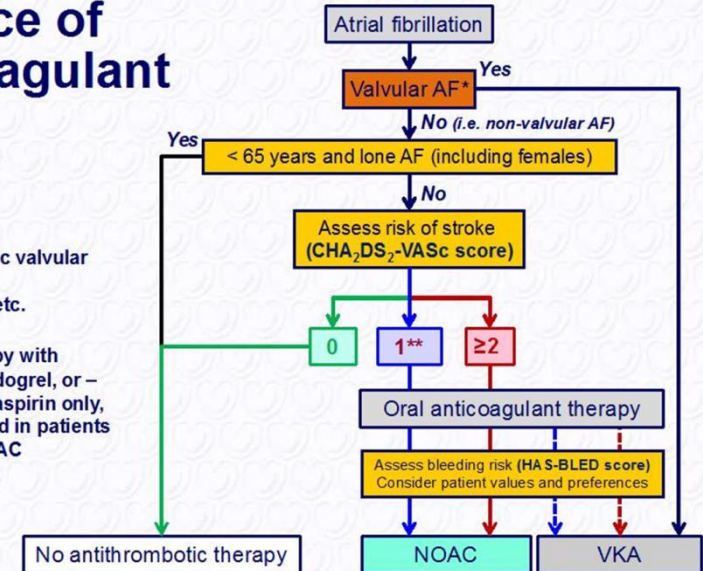 ce of
agulant
Atrial fibrillation
Valvular AF*
Yes
No (i.e. non-valvular AF)
Yes
< 65 years and lone AF (including females)
No
Assess risk of stroke
(CHA₂DS₂-VASc score)
c valvular
etc.
0
1**
≥2
by with
dogrel, or –
aspirin only,
d in patients
AC
Oral anticoagulant therapy
Assess bleeding risk (HAS-BLED score)
Consider patient values and preferences
No antithrombotic therapy
NOAC
VKA